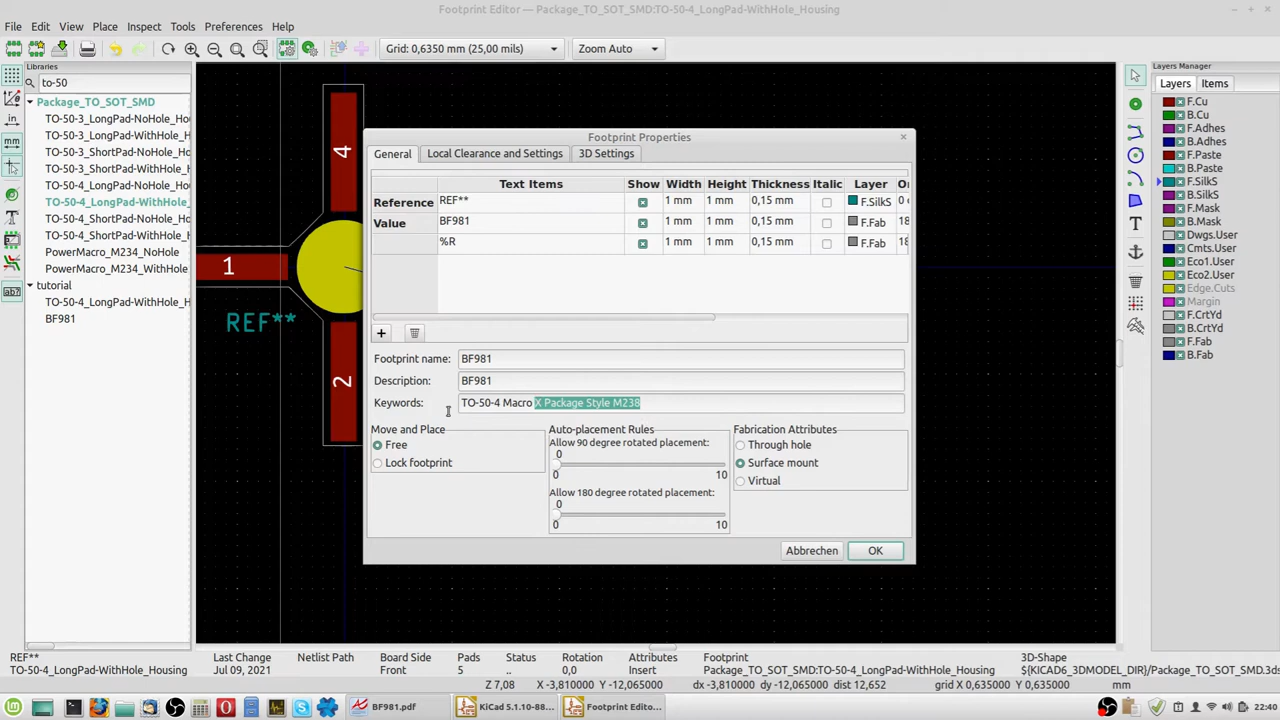 Footprint Editor — Package_TO_SOT_SMD:TO-50-4_LongPad-WithHole_Housing
File Edit View Place Inspect Tools Preferences Help
Grid: 0,6350 mm (25,00 mils) Zoom Auto
Libraries
to-50
Package_TO_SOT_SMD
TO-50-3_LongPad-NoHole_Ho
TO-50-3_LongPad-WithHole_H
TO-50-3_ShortPad-NoHole_Ho
TO-50-3_ShortPad-WithHole_H
TO-50-4_LongPad-NoHole_Ho
TO-50-4_LongPad-WithHole_H
TO-50-4_ShortPad-NoHole_Ho
TO-50-4_ShortPad-WithHole_H
PowerMacro_M234_NoHole
PowerMacro_M234_WithHole
tutorial
TO-50-4_LongPad-WithHole_H
BF981
4
1
REF**
2
Footprint Properties
General Local Clearance and Settings 3D Settings
Text Items Show Width Height Thickness Italic Layer Or
Reference REF** 1 mm 1 mm 0,15 mm F.SilkS 0
Value BF981 1 mm 1 mm 0,15 mm F.Fab 18
%R 1 mm 1 mm 0,15 mm F.Fab 18
Footprint name: BF981
Description: BF981
Keywords: TO-50-4 Macro X Package Style M238
Move and Place
Free
Lock footprint
Auto-placement Rules
Allow 90 degree rotated placement:
0
0 10
Allow 180 degree rotated placement:
0
0 10
Fabrication Attributes
Through hole
Surface mount
Virtual
Abbrechen OK
Layers Manager
Layers Items
F.Cu
B.Cu
F.Adhes
B.Adhes
F.Paste
B.Paste
F.SilkS
B.SilkS
F.Mask
B.Mask
Dwgs.User
Cmts.User
Eco1.User
Eco2.User
Edge.Cuts
Margin
F.CrtYd
B.CrtYd
F.Fab
B.Fab
REF** Last Change Netlist Path Board Side Pads Status Rotation Attributes Footprint 3D-Shape
TO-50-4_LongPad-WithHole_Housing Jul 09, 2021 Front 5 0,0 Insert Package_TO_SOT_SMD:TO-50-4_LongPad-WithHole_Housing ${KICAD6_3DMODEL_DIR}/Package_TO_SOT_SMD.3ds
Z 7,08 X -3,810000 Y -12,065000 dx -3,810000 dy -12,065000 dist 12,652 grid X 0,635000 Y 0,635000 mm
BF981.pdf KiCad 5.1.10-88... Footprint Edito... 22:40